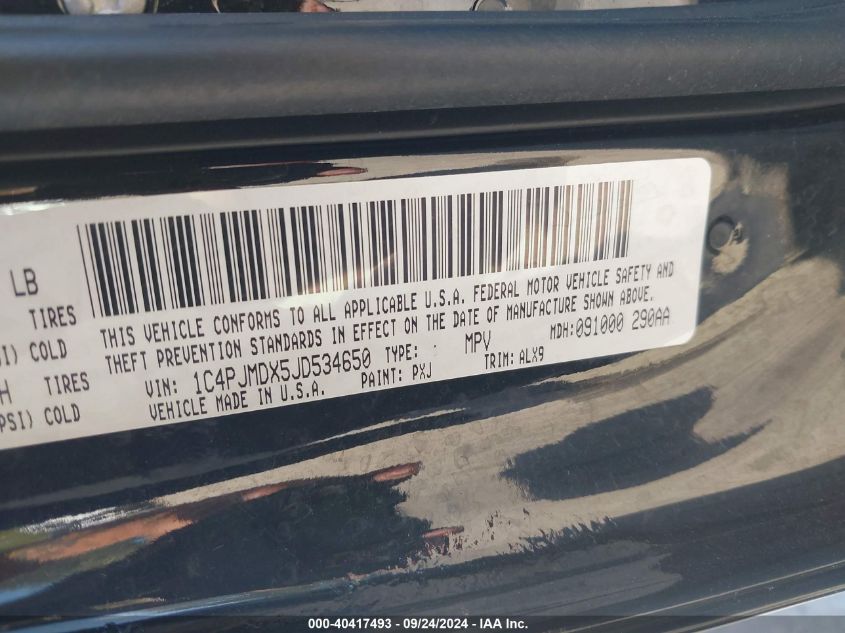 LB
TIRES
SI) COLD
H TIRES
PSI) COLD
THIS VEHICLE CONFORMS TO ALL APPLICABLE U.S.A. FEDERAL MOTOR VEHICLE SAFETY AND
THEFT PREVENTION STANDARDS IN EFFECT ON THE DATE OF MANUFACTURE SHOWN ABOVE.
VIN: 1C4PJMDX5JD534650 TYPE: MPV MDH:091000 290AA
VEHICLE MADE IN U.S.A. PAINT: PXJ TRIM: ALX9
000-40417493 - 09/24/2024 - IAA Inc.